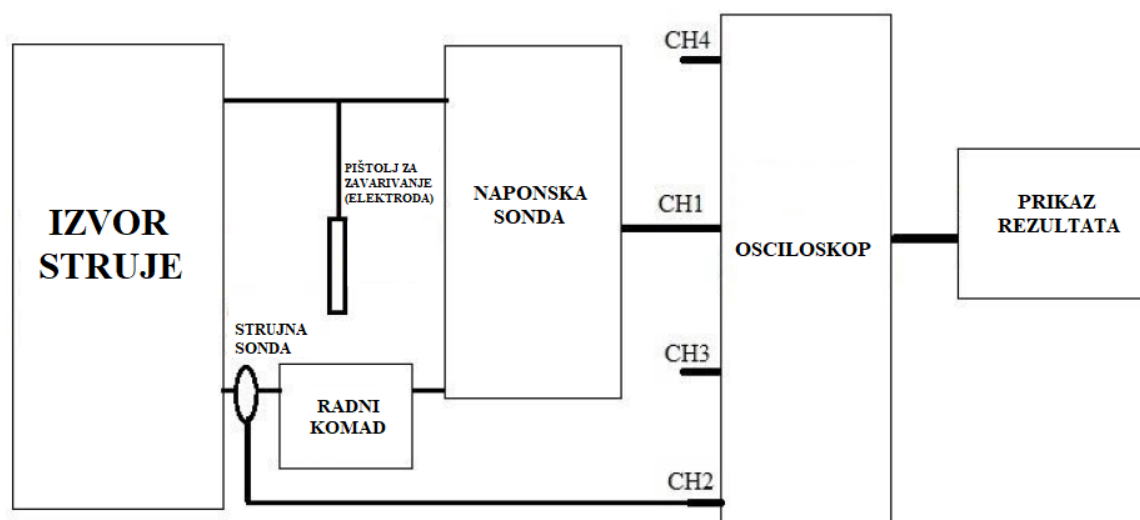 IZVOR
STRUJE
PIŠTOLJ ZA
ZAVARIVANJE
(ELEKTRODA)
STRUJNA
SONDA
RADNI
KOMAD
NAPONSKA
SONDA
CH4
CH1
CH3
CH2
OSCILOSKOP
PRIKAZ
REZULTATA